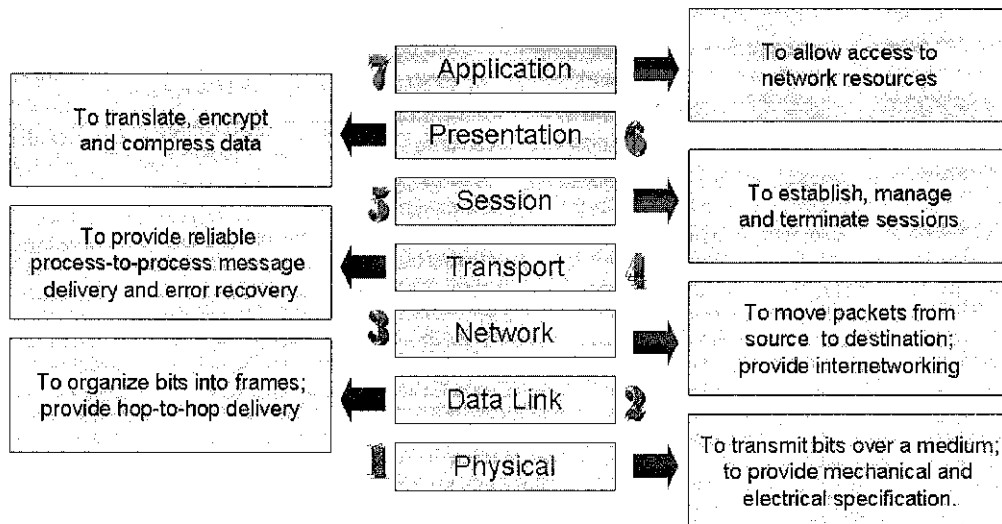 7
Application
To allow access to
network resources
To translate, encrypt
and compress data
Presentation
6
5
Session
To establish, manage
and terminate sessions
To provide reliable
process-to-process message
delivery and error recovery
Transport
4
3
Network
To move packets from
source to destination;
provide internetworking
To organize bits into frames;
provide hop-to-hop delivery
Data Link
2
1
Physical
To transmit bits over a medium;
to provide mechanical and
electrical specification.